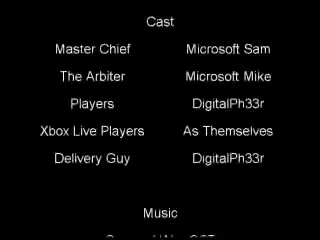 Cast
Master Chief Microsoft Sam
The Arbiter Microsoft Mike
Players DigitalPh33r
Xbox Live Players As Themselves
Delivery Guy DigitalPh33r
Music